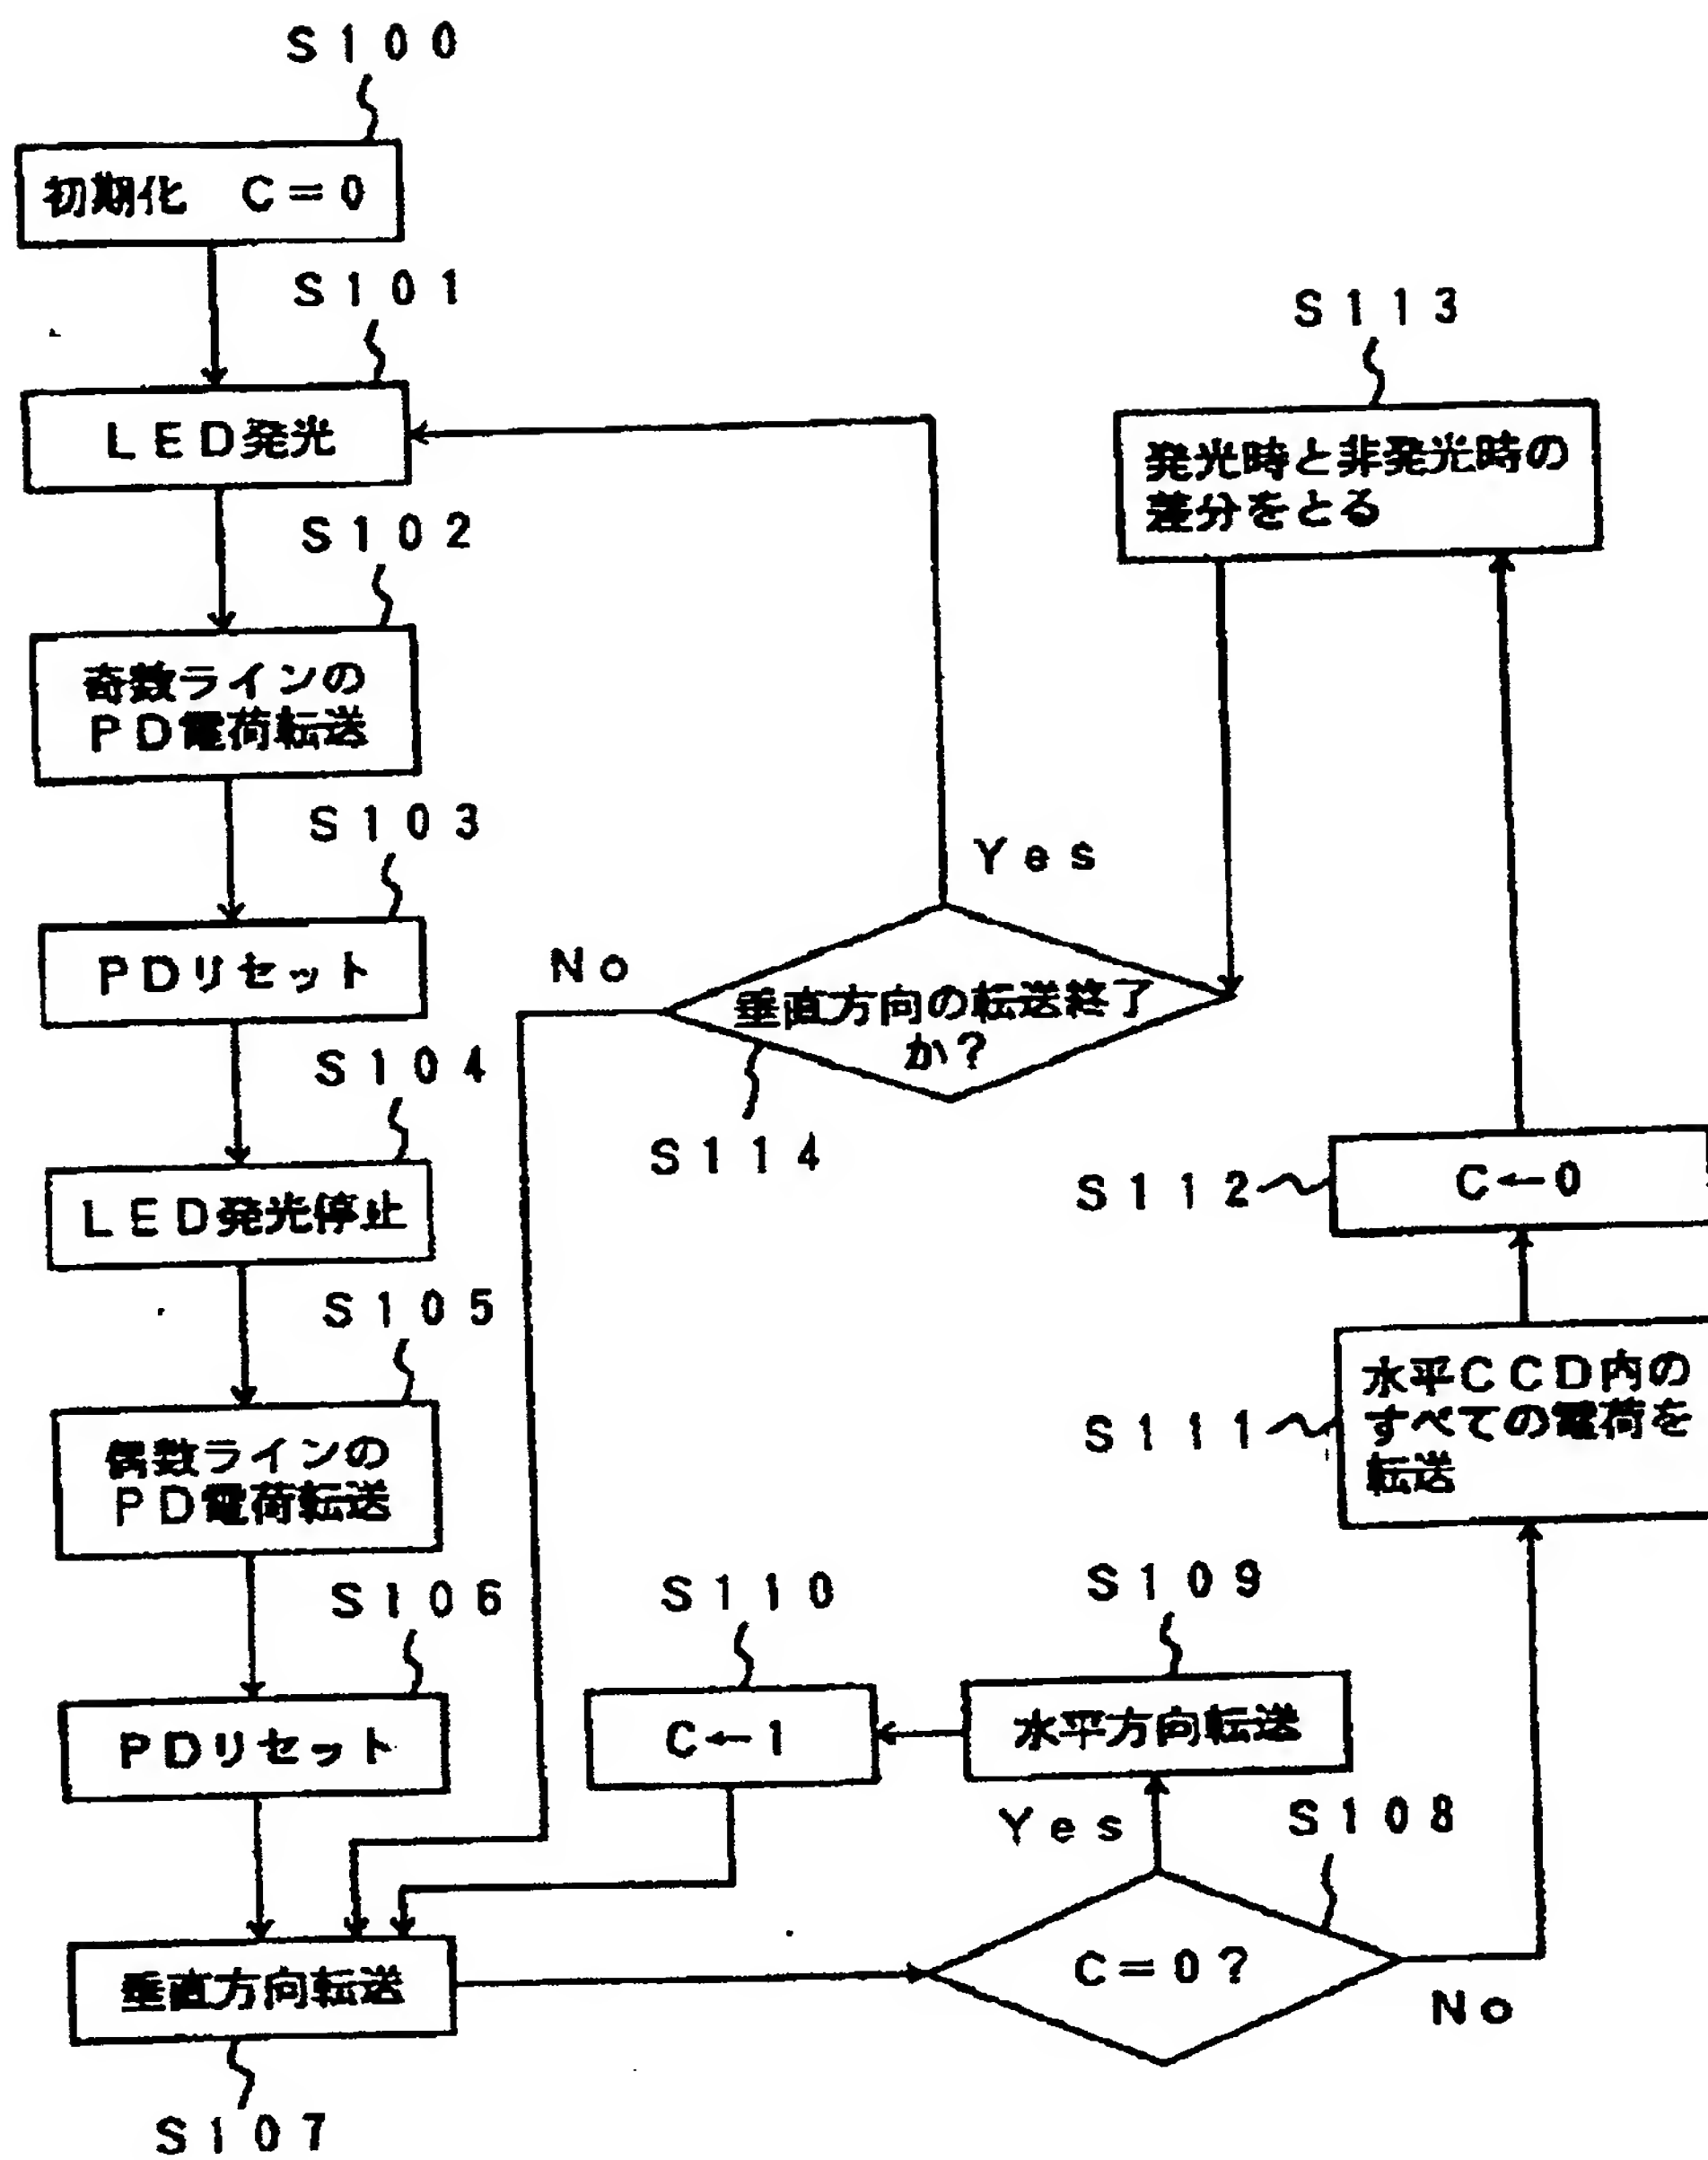 S100
初期化 C=0
S101
LED発光
S102
奇数ラインの
PD電荷転送
S103
PDリセット
S104
LED発光停止
S105
偶数ラインの
PD電荷転送
S106
PDリセット
垂直方向転送
S107
C=0?
S108
Yes
No
水平方向転送
S109
C←1
S110
水平CCD内の
すべての電荷を
転送
S111
C←0
S112
S113
発光時と非発光時の
差分をとる
垂直方向の転送終了
か?
S114
Yes
No